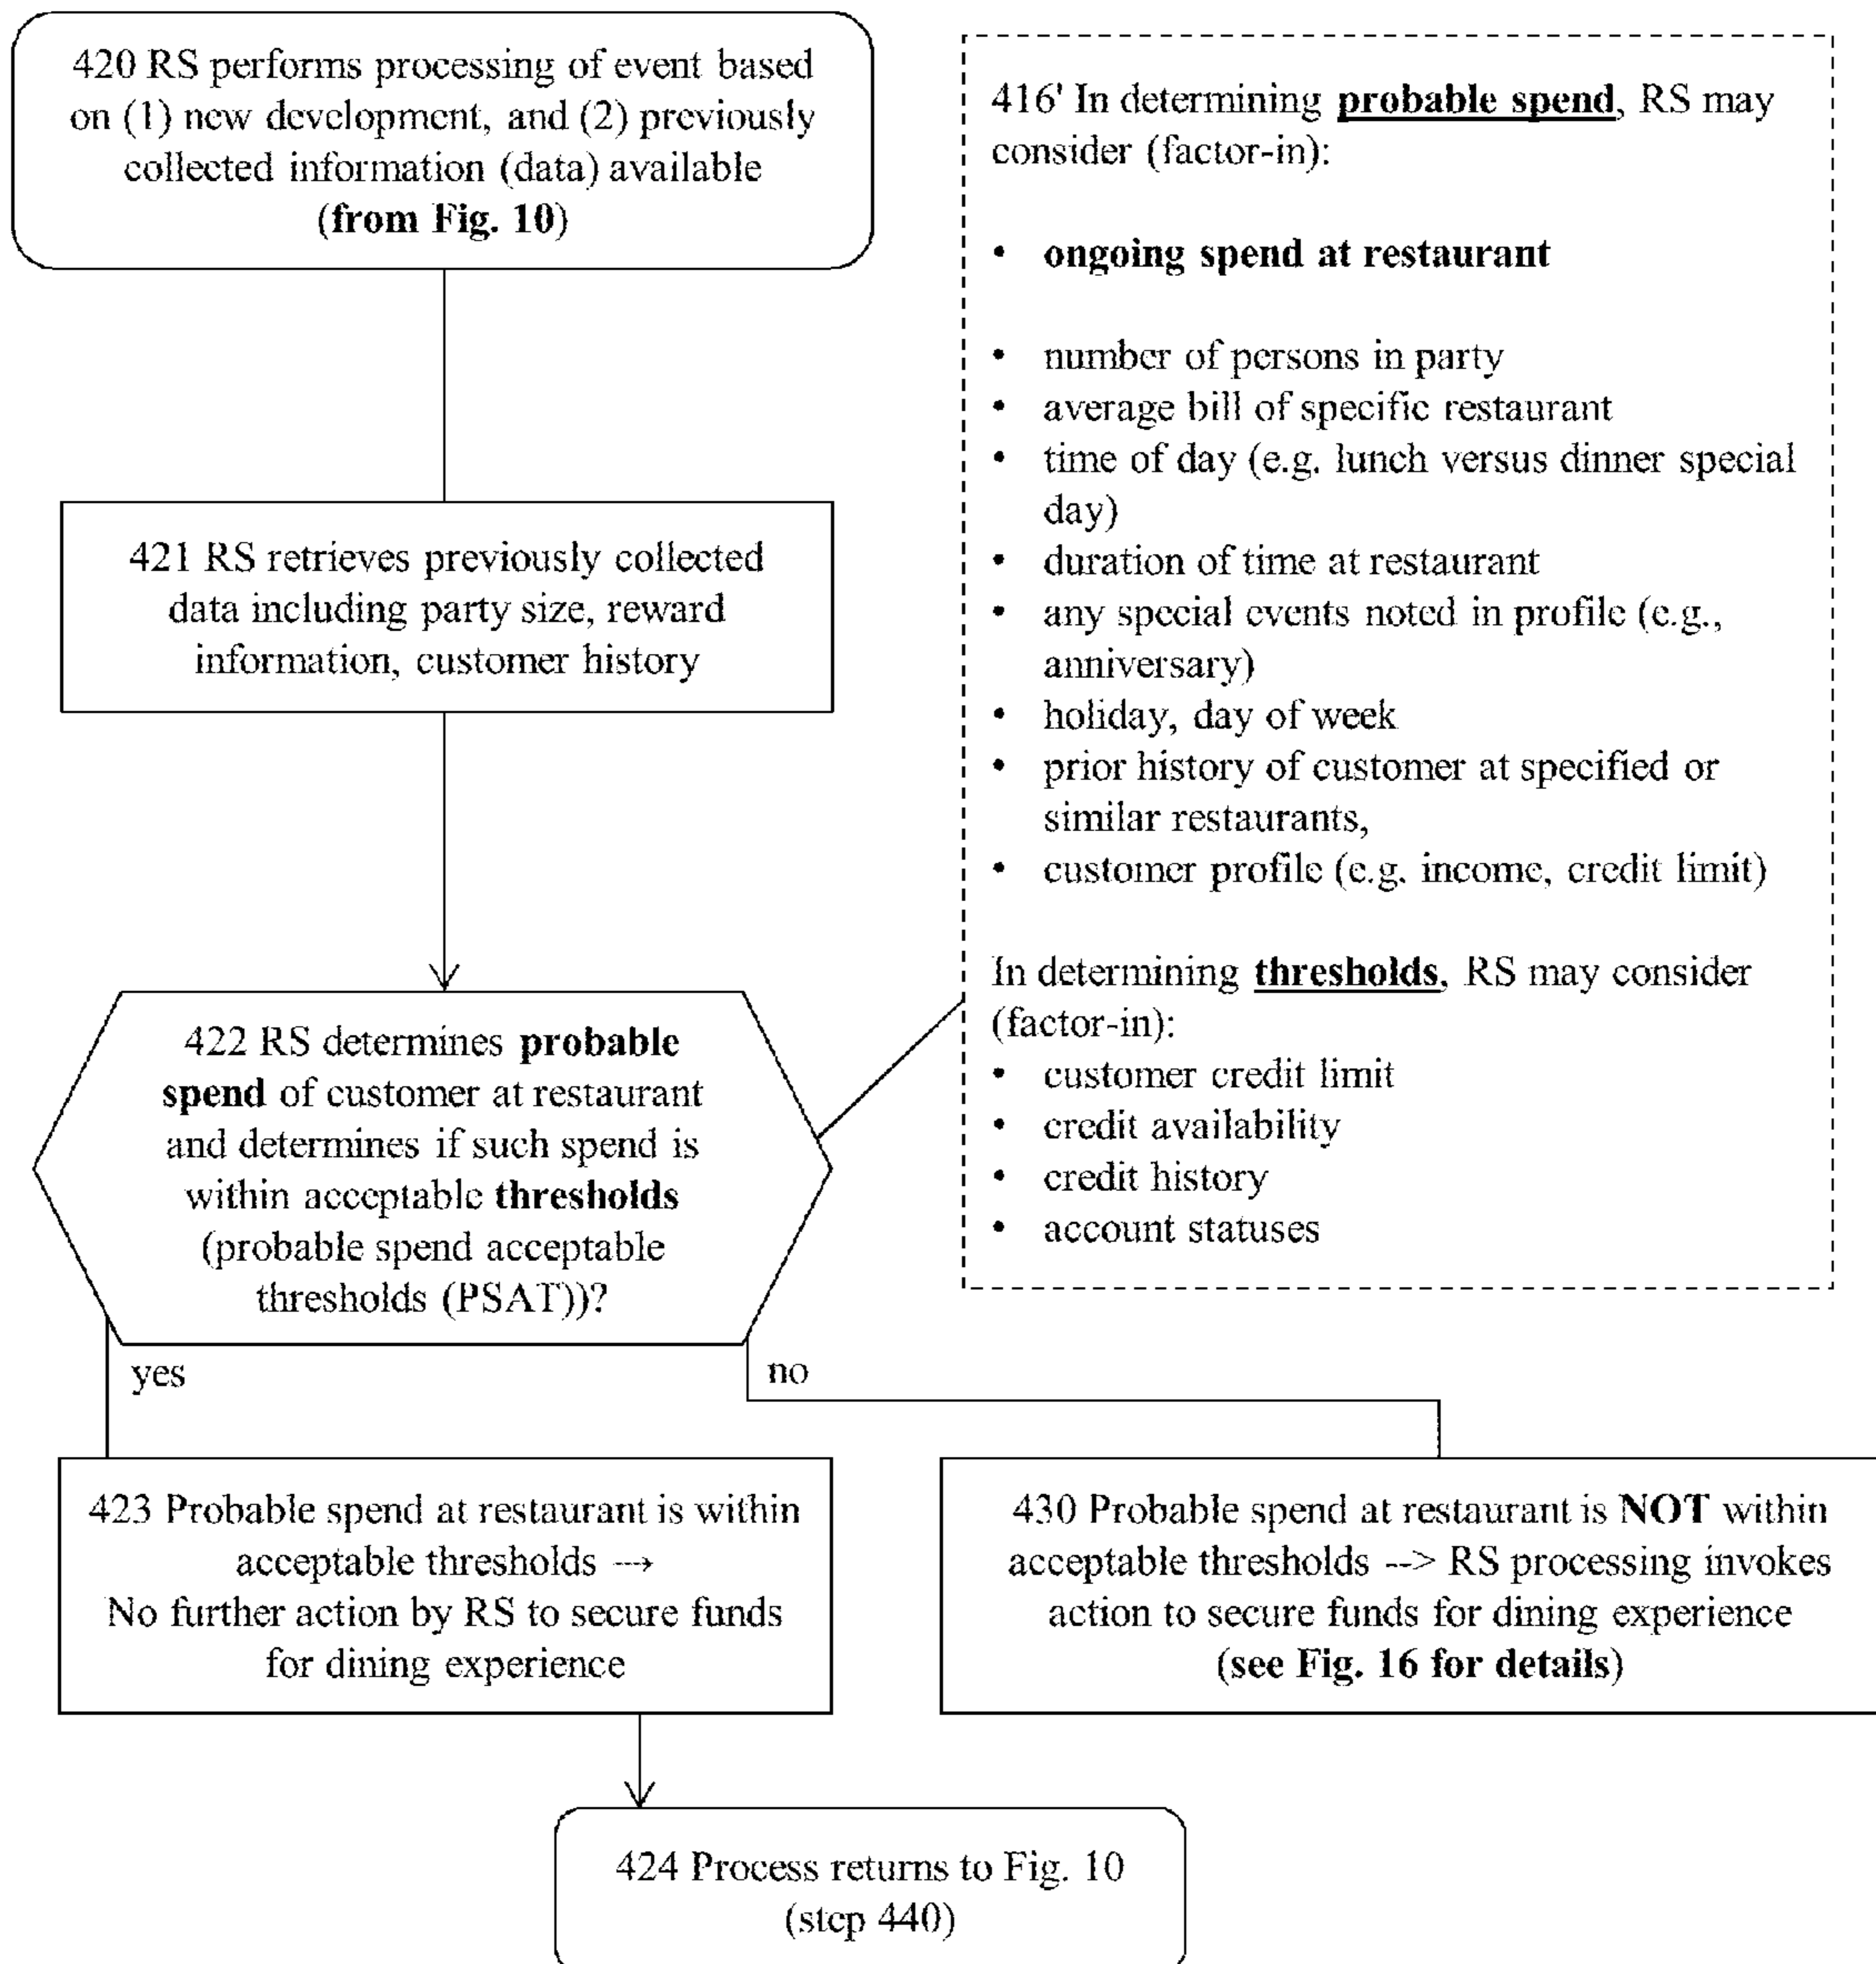 420 RS performs processing of event based
on (1) new development, and (2) previously
collected information (data) available
(from Fig. 10)
421 RS retrieves previously collected
data including party size, reward
information, customer history
422 RS determines probable
spend of customer at restaurant
and determines if such spend is
within acceptable thresholds
(probable spend acceptable
thresholds (PSAT))?
416' In determining probable spend, RS may
consider (factor-in):
• ongoing spend at restaurant
• number of persons in party
• average bill of specific restaurant
• time of day (e.g. lunch versus dinner special
day)
• duration of time at restaurant
• any special events noted in profile (e.g.,
anniversary)
• holiday, day of week
• prior history of customer at specified or
similar restaurants,
• customer profile (e.g. income, credit limit)
In determining thresholds, RS may consider
(factor-in):
• customer credit limit
• credit availability
• credit history
• account statuses
yes
no
423 Probable spend at restaurant is within
acceptable thresholds →
No further action by RS to secure funds
for dining experience
430 Probable spend at restaurant is NOT within
acceptable thresholds --> RS processing invokes
action to secure funds for dining experience
(see Fig. 16 for details)
424 Process returns to Fig. 10
(step 440)